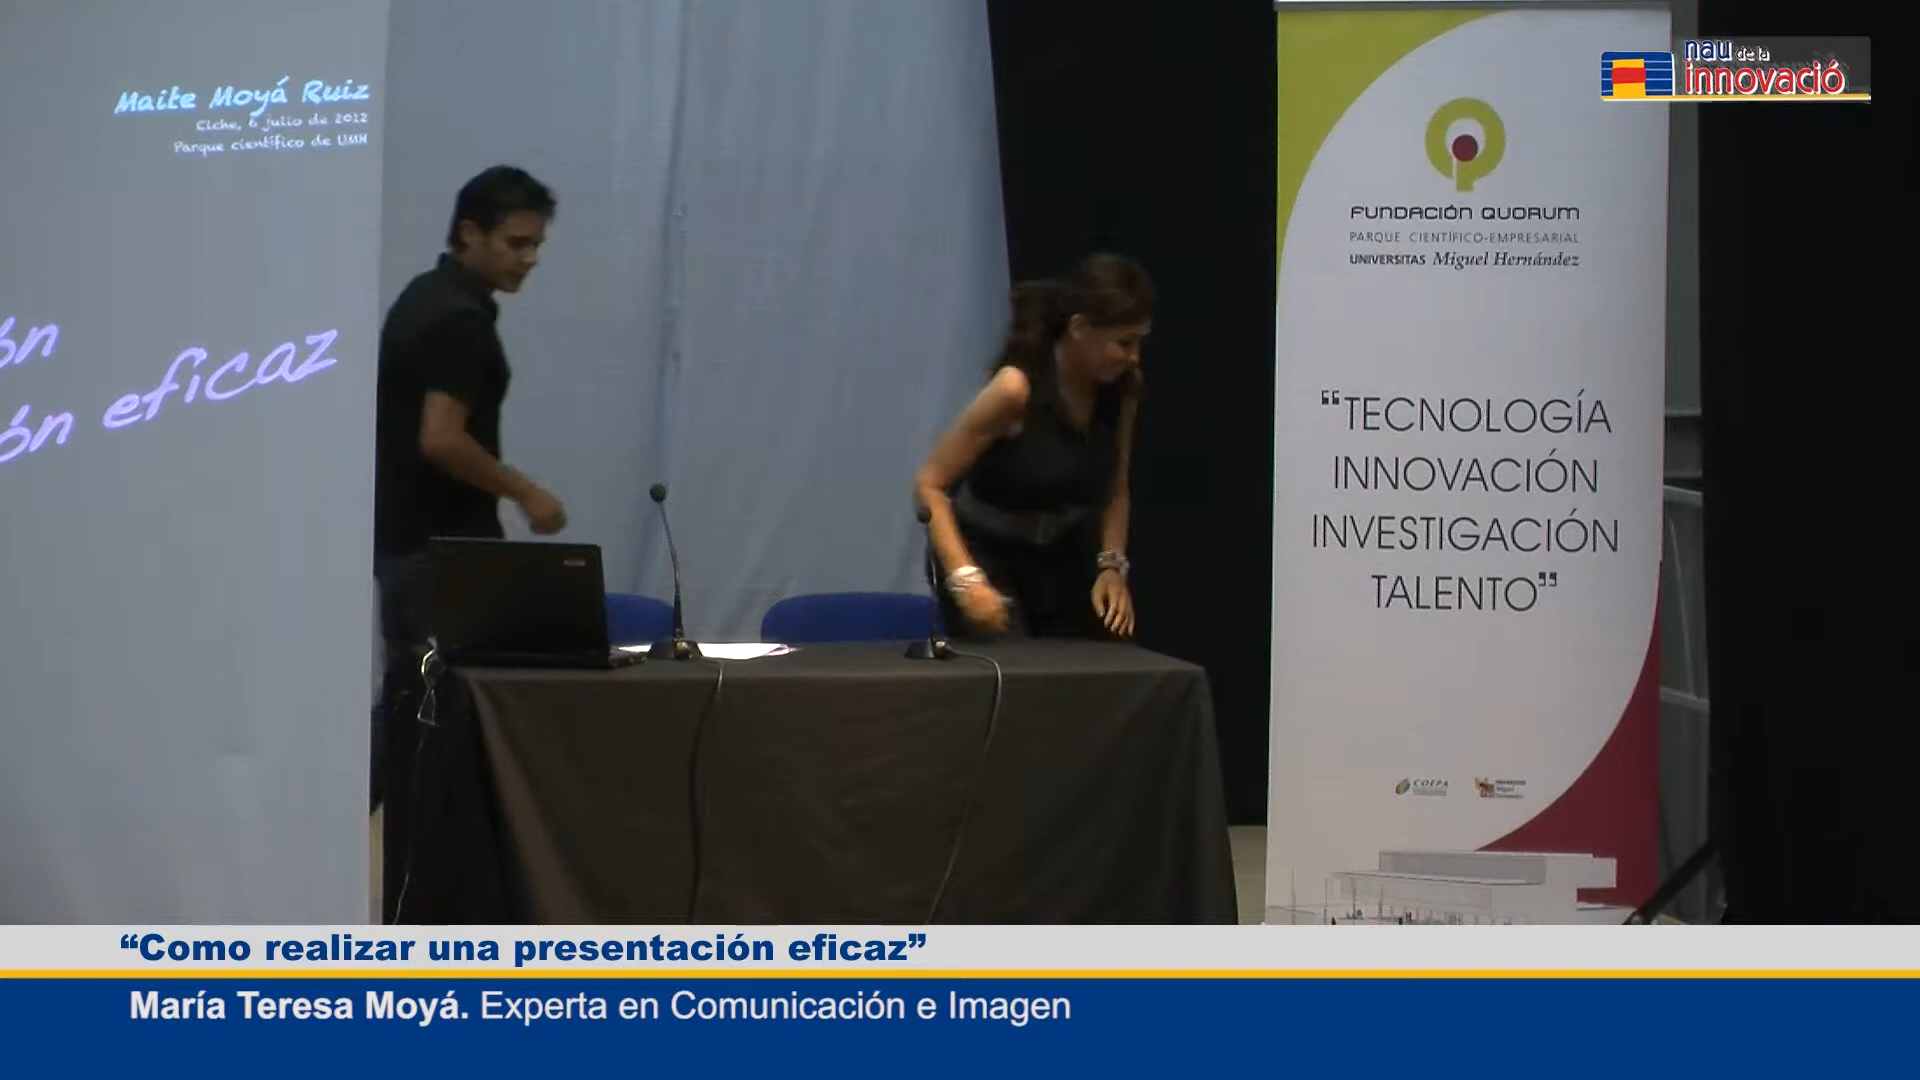 Maite Moyá Ruiz
Elche, 6 julio de 2012
Parque científico de UMH
ón
ón eficaz
nau de la
innovació
FUNDACIÓN QUORUM
PARQUE CIENTÍFICO-EMPRESARIAL
UNIVERSITAS Miguel Hernández
“TECNOLOGÍA
INNOVACIÓN
INVESTIGACIÓN
TALENTO”
COEPA
“Como realizar una presentación eficaz”
María Teresa Moyá. Experta en Comunicación e Imagen